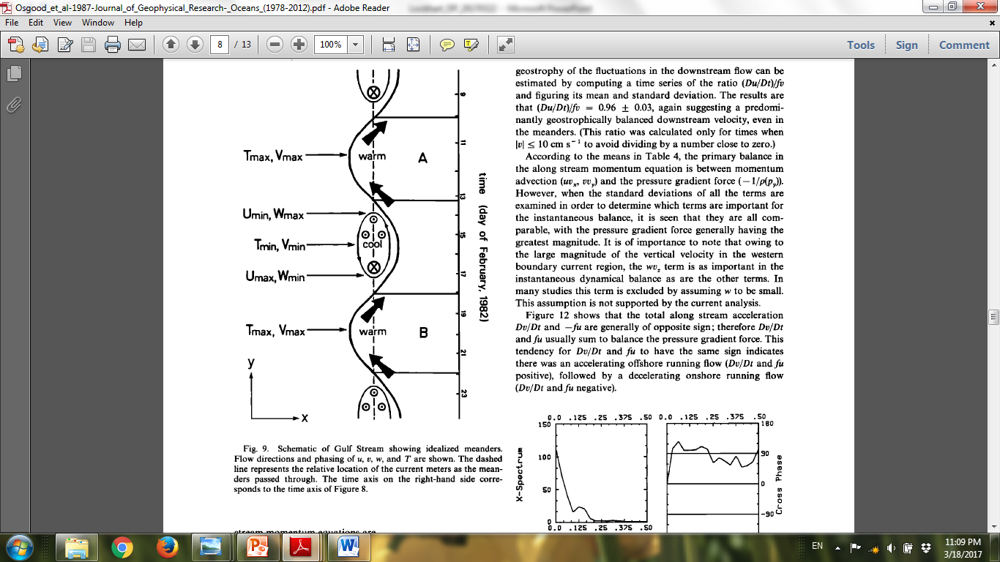 Osgood_et_al-1987-Journal_of_Geophysical_Research-_Oceans_(1978-2012).pdf - Adobe Reader
File Edit View Window Help
8 / 13 100% Tools Sign Comment
9
11
13
15
17
19
21
23
time (day of February, 1982)
Tmax, Vmax warm A
Umin, Wmax
Tmin, Vmin cool
Umax, Wmin
Tmax, Vmax warm B
y
x
Fig. 9. Schematic of Gulf Stream showing idealized meanders.
Flow directions and phasing of u, v, w, and T are shown. The dashed
line represents the relative location of the current meters as the mean-
ders passed through. The time axis on the right-hand side corre-
sponds to the time axis of Figure 8.
stream momentum equations are
geostrophy of the fluctuations in the downstream flow can be
estimated by computing a time series of the ratio (Du/Dt)/fv
and figuring its mean and standard deviation. The results are
that (Du/Dt)/fv = 0.96 ± 0.03, again suggesting a predomi-
nantly geostrophically balanced downstream velocity, even in
the meanders. (This ratio was calculated only for times when
|v| ≤ 10 cm s⁻¹ to avoid dividing by a number close to zero.)
According to the means in Table 4, the primary balance in
the along stream momentum equation is between momentum
advection (uvₓ, vvᵧ) and the pressure gradient force (−1/ρ(pᵧ)).
However, when the standard deviations of all the terms are
examined in order to determine which terms are important for
the instantaneous balance, it is seen that they are all com-
parable, with the pressure gradient force generally having the
greatest magnitude. It is of importance to note that owing to
the large magnitude of the vertical velocity in the western
boundary current region, the wv_z term is as important in the
instantaneous dynamical balance as are the other terms. In
many studies this term is excluded by assuming w to be small.
This assumption is not supported by the current analysis.
Figure 12 shows that the total along stream acceleration
Dv/Dt and −fu are generally of opposite sign; therefore Dv/Dt
and fu usually sum to balance the pressure gradient force. This
tendency for Dv/Dt and fu to have the same sign indicates
there was an accelerating offshore running flow (Dv/Dt and fu
positive), followed by a decelerating onshore running flow
(Dv/Dt and fu negative).
0.0 .125 .25 .375 .50 0.0 .125 .25 .375 .50
150
100
50
0
X-Spectrum
0.0 .125 .25 .375 .50
180
90
0
-90
Cross Phase
EN
11:09 PM
3/18/2017